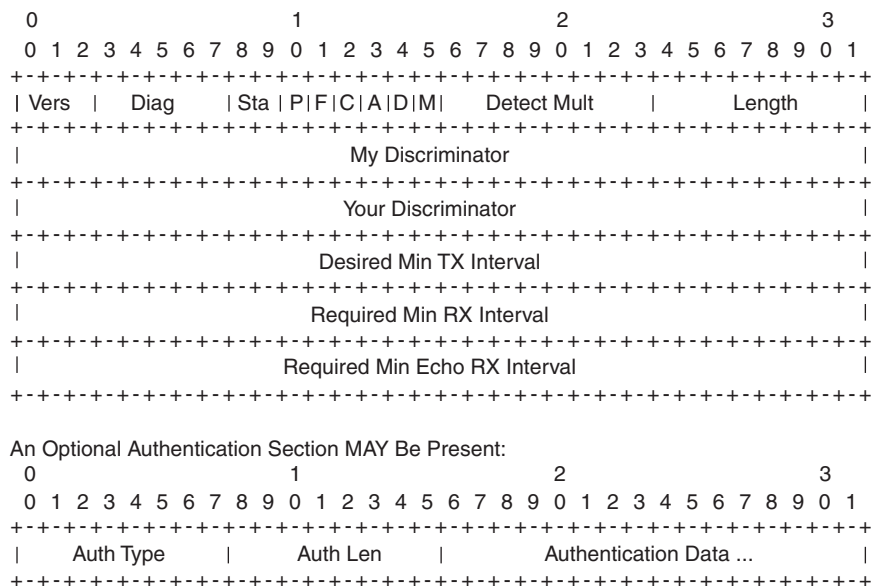 0 1 2 3
0 1 2 3 4 5 6 7 8 9 0 1 2 3 4 5 6 7 8 9 0 1 2 3 4 5 6 7 8 9 0 1
+-+-+-+-+-+-+-+-+-+-+-+-+-+-+-+-+-+-+-+-+-+-+-+-+-+-+-+-+-+-+-+-+
| Vers | Diag | Sta | P|F|C|A|D|M| Detect Mult | Length |
+-+-+-+-+-+-+-+-+-+-+-+-+-+-+-+-+-+-+-+-+-+-+-+-+-+-+-+-+-+-+-+-+
| My Discriminator |
+-+-+-+-+-+-+-+-+-+-+-+-+-+-+-+-+-+-+-+-+-+-+-+-+-+-+-+-+-+-+-+-+
| Your Discriminator |
+-+-+-+-+-+-+-+-+-+-+-+-+-+-+-+-+-+-+-+-+-+-+-+-+-+-+-+-+-+-+-+-+
| Desired Min TX Interval |
+-+-+-+-+-+-+-+-+-+-+-+-+-+-+-+-+-+-+-+-+-+-+-+-+-+-+-+-+-+-+-+-+
| Required Min RX Interval |
+-+-+-+-+-+-+-+-+-+-+-+-+-+-+-+-+-+-+-+-+-+-+-+-+-+-+-+-+-+-+-+-+
| Required Min Echo RX Interval |
+-+-+-+-+-+-+-+-+-+-+-+-+-+-+-+-+-+-+-+-+-+-+-+-+-+-+-+-+-+-+-+-+
An Optional Authentication Section MAY Be Present:
0 1 2 3
0 1 2 3 4 5 6 7 8 9 0 1 2 3 4 5 6 7 8 9 0 1 2 3 4 5 6 7 8 9 0 1
+-+-+-+-+-+-+-+-+-+-+-+-+-+-+-+-+-+-+-+-+-+-+-+-+-+-+-+-+-+-+-+-+
| Auth Type | Auth Len | Authentication Data ... |
+-+-+-+-+-+-+-+-+-+-+-+-+-+-+-+-+-+-+-+-+-+-+-+-+-+-+-+-+-+-+-+-+